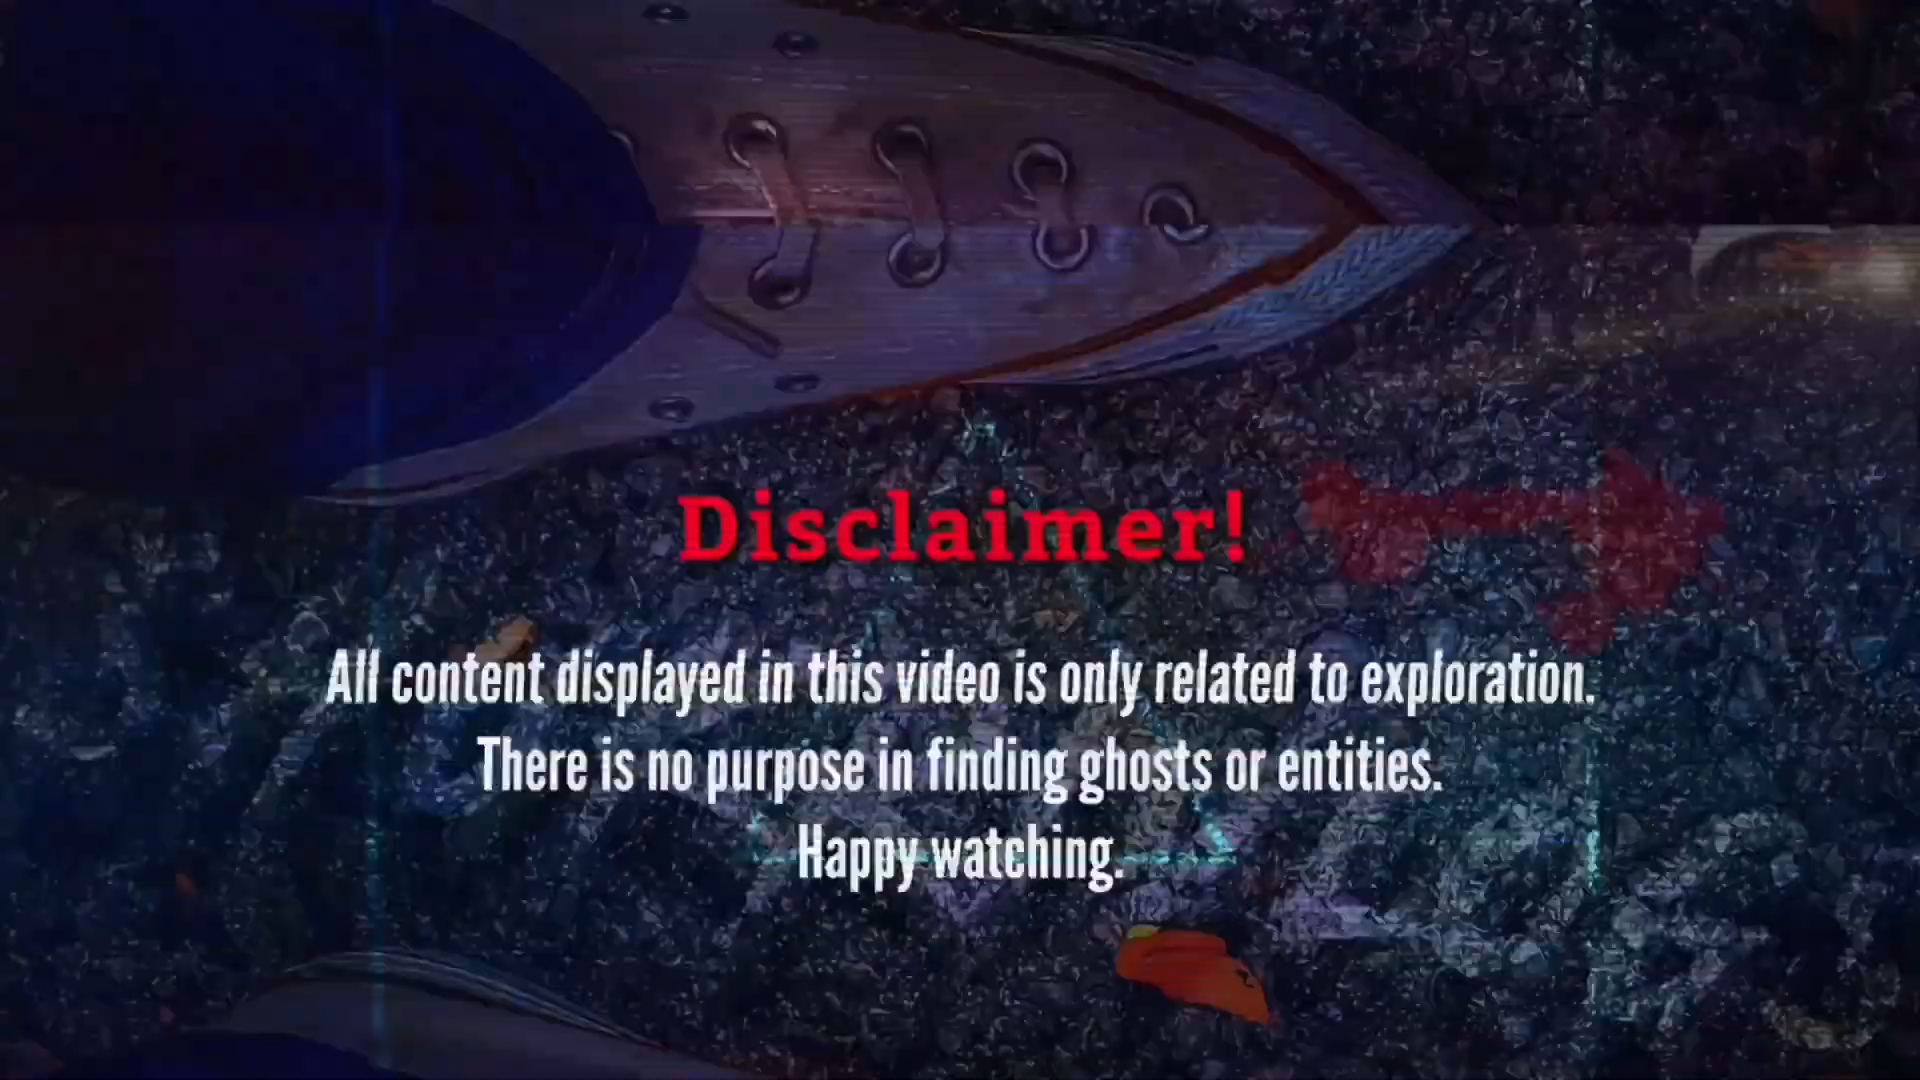 Disclaimer!
All content displayed in this video is only related to exploration.
There is no purpose in finding ghosts or entities.
Happy watching.